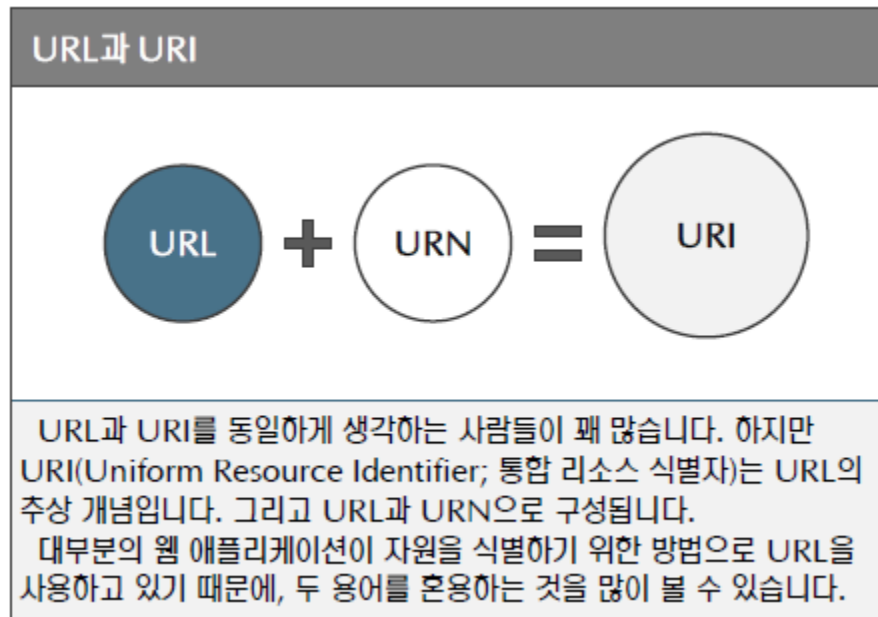 URL과 URI
URL + URN = URI
URL과 URI를 동일하게 생각하는 사람들이 꽤 많습니다. 하지만
URI(Uniform Resource Identifier; 통합 리소스 식별자)는 URL의
추상 개념입니다. 그리고 URL과 URN으로 구성됩니다.
대부분의 웹 애플리케이션이 자원을 식별하기 위한 방법으로 URL을
사용하고 있기 때문에, 두 용어를 혼용하는 것을 많이 볼 수 있습니다.